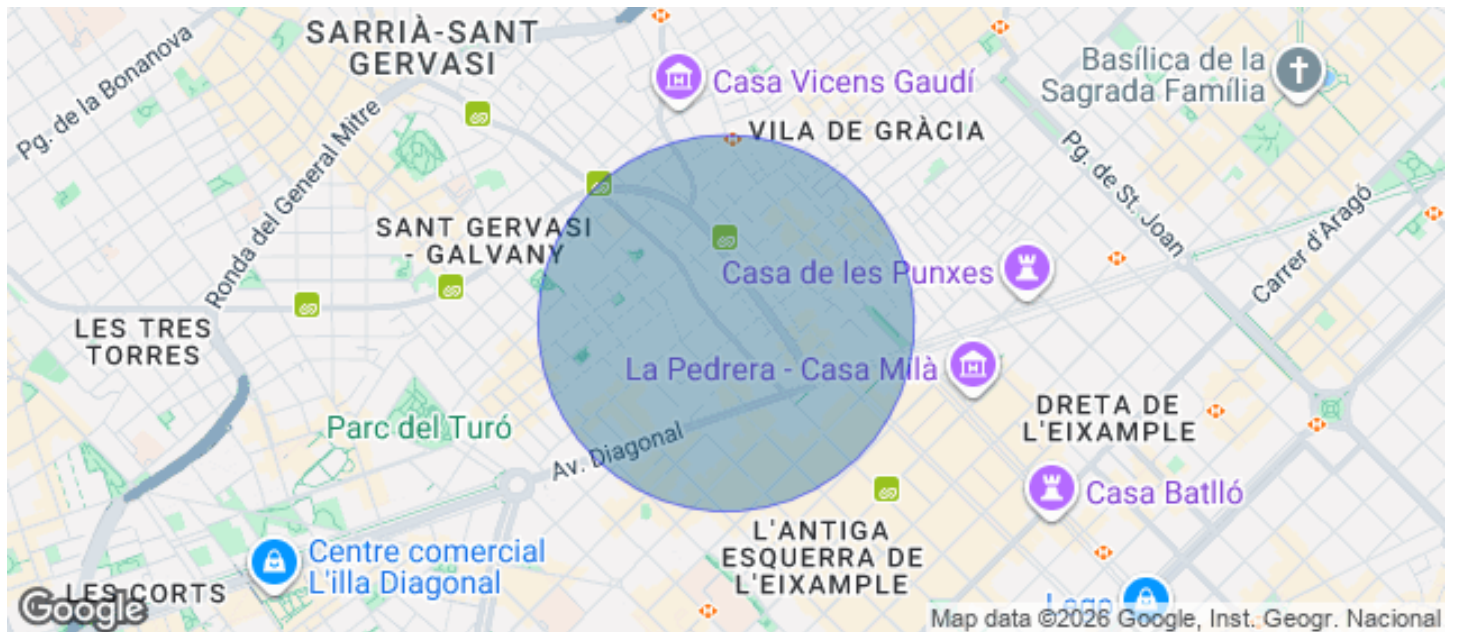 SARRIÀ-SANT
GERVASI
Pg. de la Bonanova
Casa Vicens Gaudí
Basílica de la
Sagrada Família
VILA DE GRÀCIA
Ronda del General Mitre
Pg. de St. Joan
Carrer d'Aragó
SANT GERVASI
- GALVANY
Casa de les Punxes
LES TRES
TORRES
La Pedrera - Casa Milà
Parc del Turó
Av. Diagonal
DRETA DE
L'EIXAMPLE
Casa Batlló
L'ANTIGA
ESQUERRA DE
L'EIXAMPLE
Centre comercial
L'illa Diagonal
LES CORTS
Google
Map data ©2026 Google, Inst. Geogr. Nacional